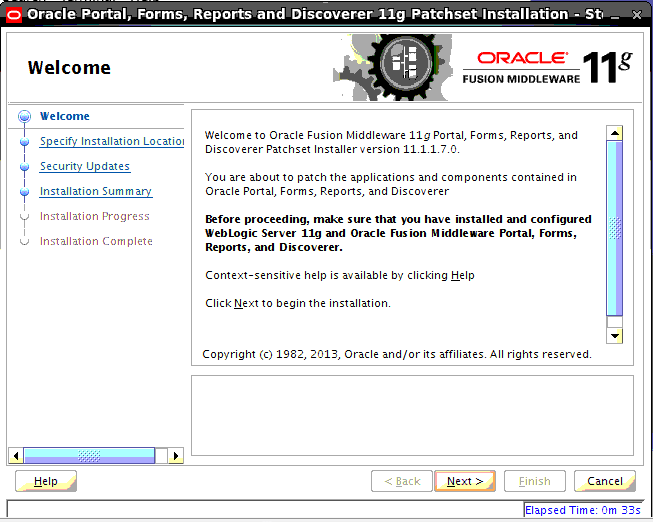 Oracle Portal, Forms, Reports and Discoverer 11g Patchset Installation - St
Welcome
ORACLE
FUSION MIDDLEWARE 11g
Welcome
Specify Installation Location
Security Updates
Installation Summary
Installation Progress
Installation Complete
Welcome to Oracle Fusion Middleware 11g Portal, Forms, Reports, and
Discoverer Patchset Installer version 11.1.1.7.0.
You are about to patch the applications and components contained in
Oracle Portal, Forms, Reports, and Discoverer
Before proceeding, make sure that you have installed and configured
WebLogic Server 11g and Oracle Fusion Middleware Portal, Forms,
Reports, and Discoverer.
Context-sensitive help is available by clicking Help
Click Next to begin the installation.
Copyright (c) 1982, 2013, Oracle and/or its affiliates. All rights reserved.
Help
< Back
Next >
Finish
Cancel
Elapsed Time: 0m 33s